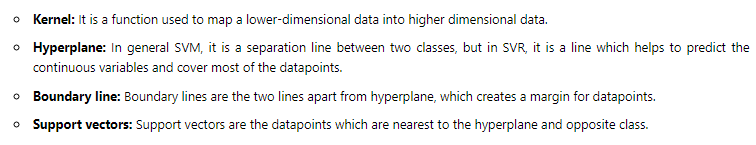 Kernel: It is a function used to map a lower-dimensional data into higher dimensional data.
Hyperplane: In general SVM, it is a separation line between two classes, but in SVR, it is a line which helps to predict the
continuous variables and cover most of the datapoints.
Boundary line: Boundary lines are the two lines apart from hyperplane, which creates a margin for datapoints.
Support vectors: Support vectors are the datapoints which are nearest to the hyperplane and opposite class.